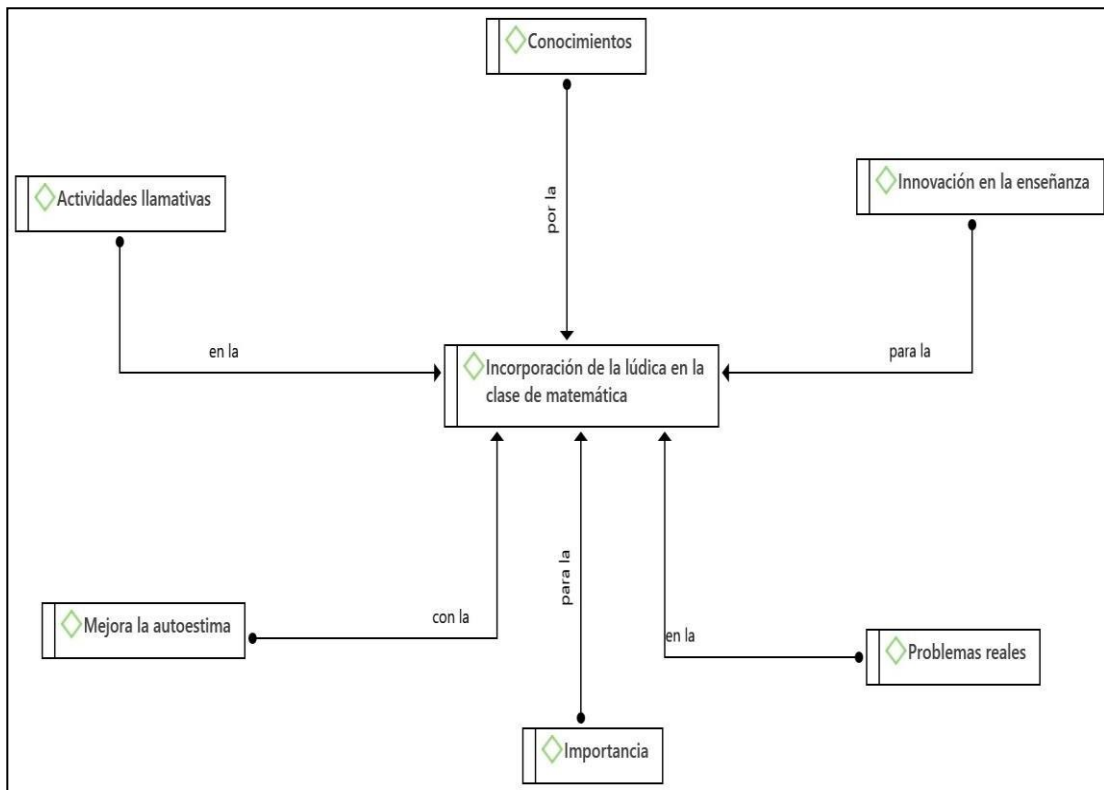 Conocimientos
Innovación en la enseñanza
Actividades llamativas
por la
en la
para la
Incorporación de la lúdica en la
clase de matemática
para la
Mejora la autoestima
con la
en la
Problemas reales
Importancia